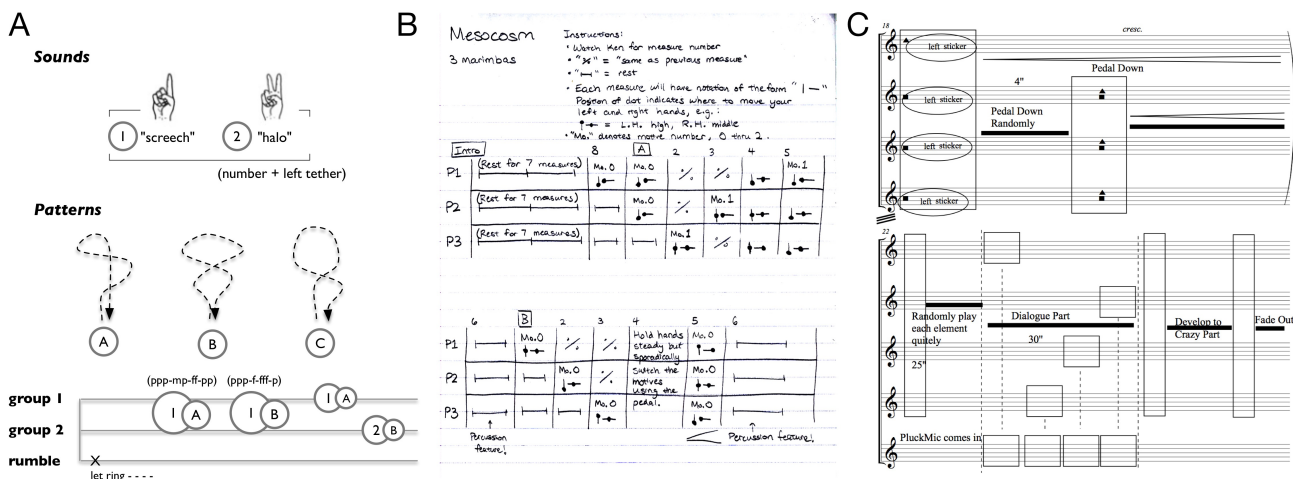 A
Sounds
1 "screech"
2 "halo"
(number + left tether)
Patterns
A
B
C
(ppp-mp-ff-pp)
(ppp-f-fff-p)
group 1
1 A
1 B
1 A
group 2
2 B
rumble
X
let ring - - - -
B
Mesocosm
3 Marimbas
Instructions:
• Watch Ken for measure number
• "٪" = "same as previous measure"
• "⊢⊣" = rest
• Each measure will have notation of the form "| —"
Position of dot indicates where to move your
left and right hands, e.g.:
= L.H. high, R.H. middle
• "Mo." denotes motive number, 0 thru 2.
Intro 8 A 2 3 4 5
P1 (Rest for 7 measures) Mo. 0 Mo. 0 Mo. 1
P2 (Rest for 7 measures) Mo. 0 Mo. 1
P3 (Rest for 7 measures) Mo. 1
6 B 2 3 4 5 6
P1 Mo. 0 Mo. 0
P2 Mo. 0 Mo. 0
P3 Mo. 0 Mo. 0
Hold hands
steady but
sporadically
switch the
motives
using the
pedal.
Percussion
feature!
Percussion feature!
C
18
cresc.
left sticker
Pedal Down
4"
left sticker
Pedal Down
Randomly
left sticker
left sticker
22
Randomly play
each element
quitely
25"
Dialogue Part
30"
Develop to
Crazy Part
Fade Out
PluckMic comes in